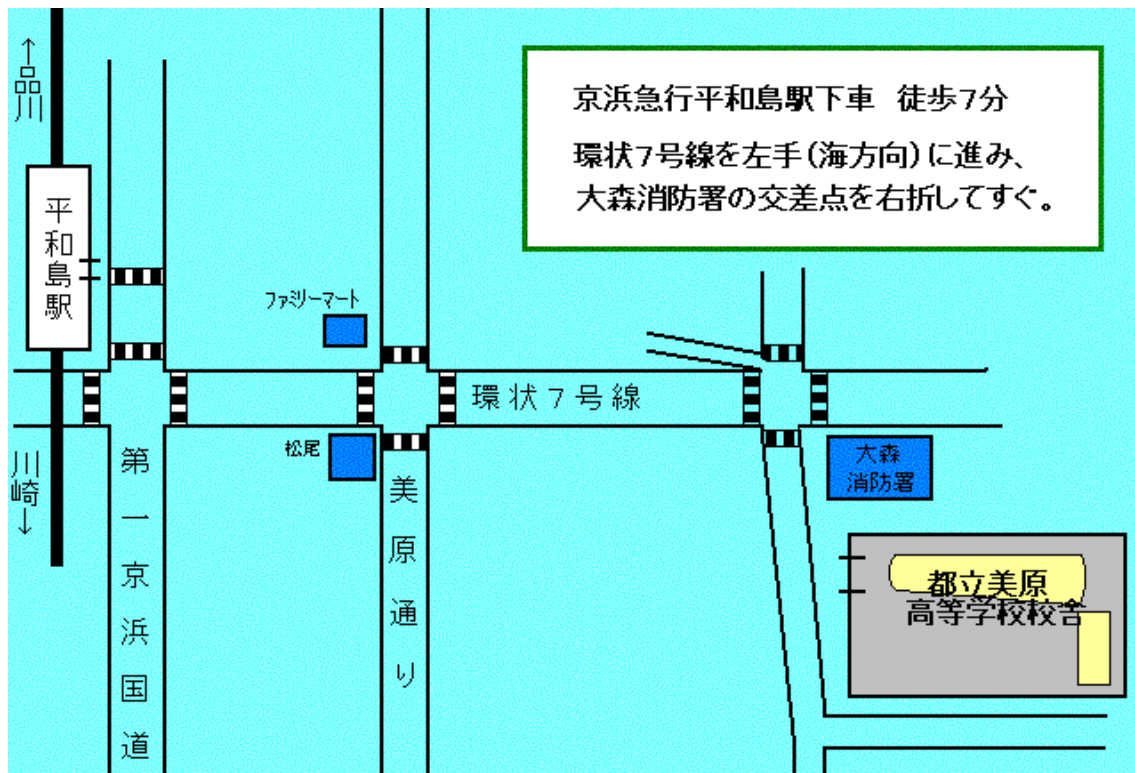 ↑品川
平和島駅
川崎↓
京浜急行平和島駅下車 徒歩7分
環状7号線を左手(海方向)に進み、
大森消防署の交差点を右折してすぐ。
ファミリーマート
環状7号線
松尾
第一京浜国道
美原通り
大森
消防署
都立美原
高等学校校舎